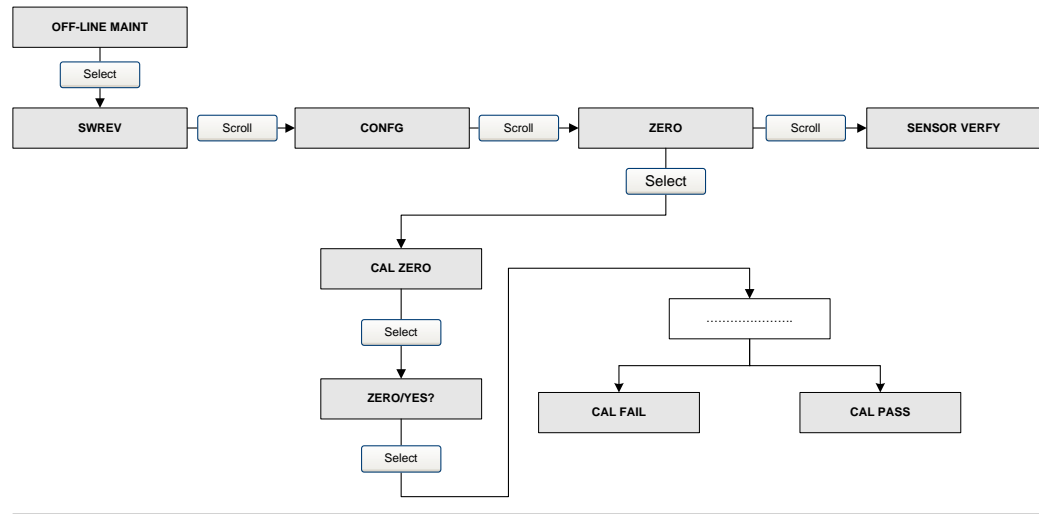 OFF-LINE MAINT
Select
SWREV
Scroll
CONFG
Scroll
ZERO
Scroll
SENSOR VERFY
Select
CAL ZERO
Select
ZERO/YES?
Select
.....................
CAL FAIL
CAL PASS